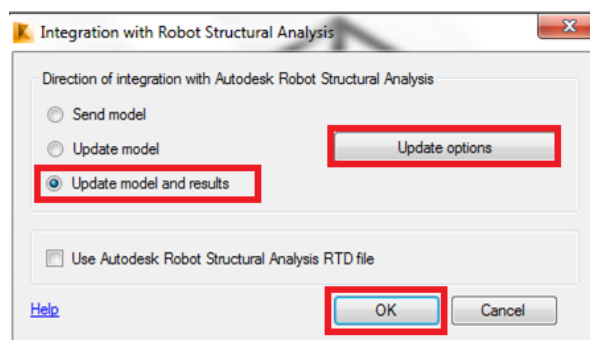 Integration with Robot Structural Analysis
Direction of integration with Autodesk Robot Structural Analysis
Send model
Update model
Update options
Update model and results
Use Autodesk Robot Structural Analysis RTD file
Help
OK
Cancel